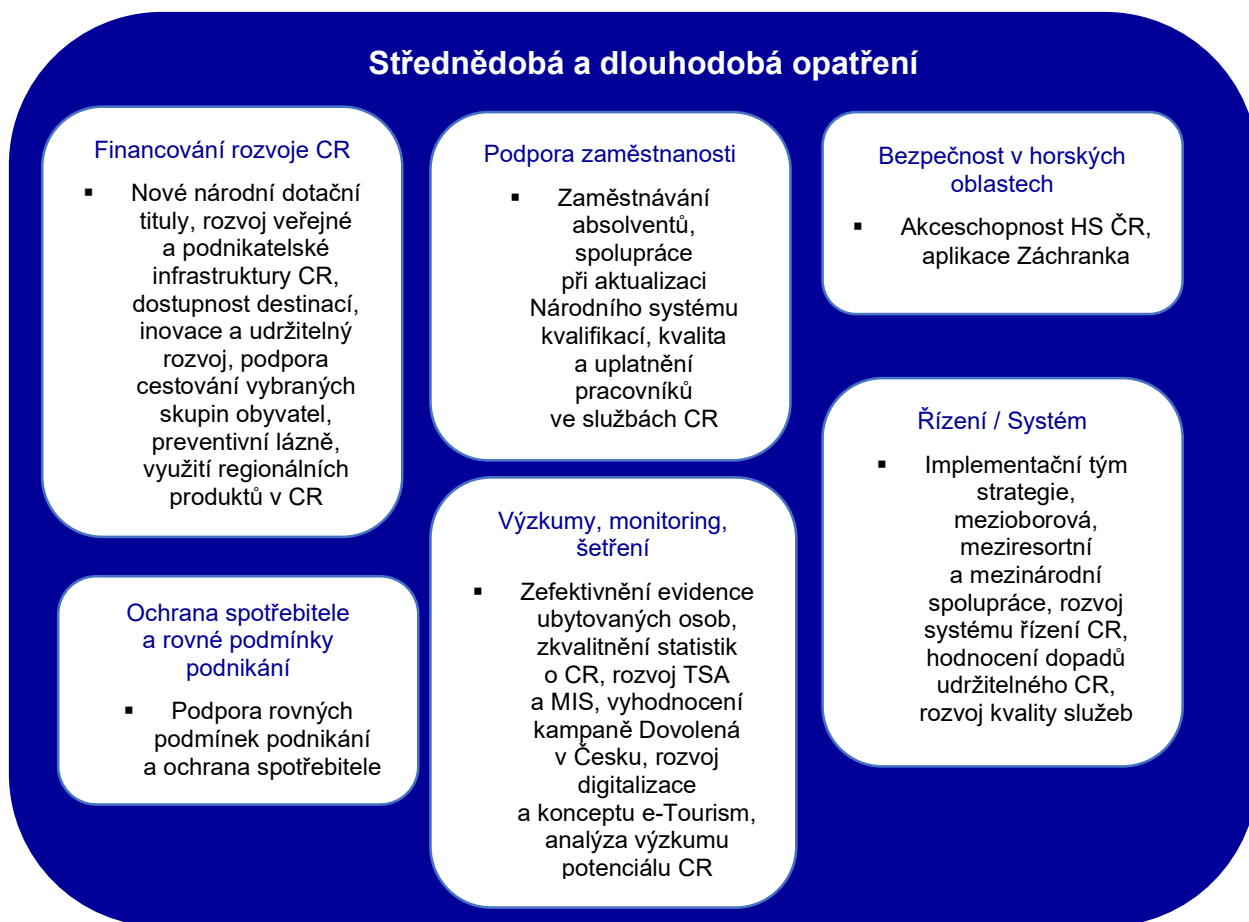 Střednědobá a dlouhodobá opatření
Financování rozvoje CR
▪ Nové národní dotační
tituly, rozvoj veřejné
a podnikatelské
infrastruktury CR,
dostupnost destinací,
inovace a udržitelný
rozvoj, podpora
cestování vybraných
skupin obyvatel,
preventivní lázně,
využití regionálních
produktů v CR
Podpora zaměstnanosti
▪ Zaměstnávání
absolventů,
spolupráce
při aktualizaci
Národního systému
kvalifikací, kvalita
a uplatnění
pracovníků
ve službách CR
Bezpečnost v horských
oblastech
▪ Akceschopnost HS ČR,
aplikace Záchranka
Ochrana spotřebitele
a rovné podmínky
podnikání
▪ Podpora rovných
podmínek podnikání
a ochrana spotřebitele
Výzkumy, monitoring,
šetření
▪ Zefektivnění evidence
ubytovaných osob,
zkvalitnění statistik
o CR, rozvoj TSA
a MIS, vyhodnocení
kampaně Dovolená
v Česku, rozvoj
digitalizace
a konceptu e-Tourism,
analýza výzkumu
potenciálu CR
Řízení / Systém
▪ Implementační tým
strategie,
mezioborová,
meziresortní
a mezinárodní
spolupráce, rozvoj
systému řízení CR,
hodnocení dopadů
udržitelného CR,
rozvoj kvality služeb